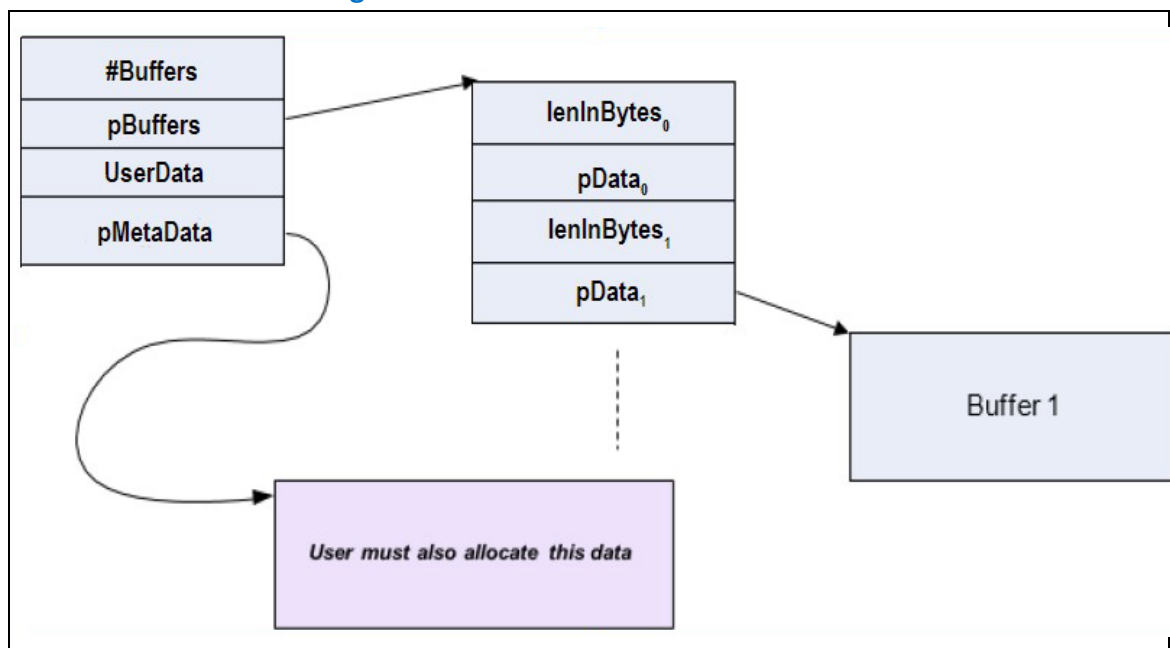 #Buffers
pBuffers
UserData
pMetaData
lenInBytes₀
pData₀
lenInBytes₁
pData₁
Buffer 1
User must also allocate this data